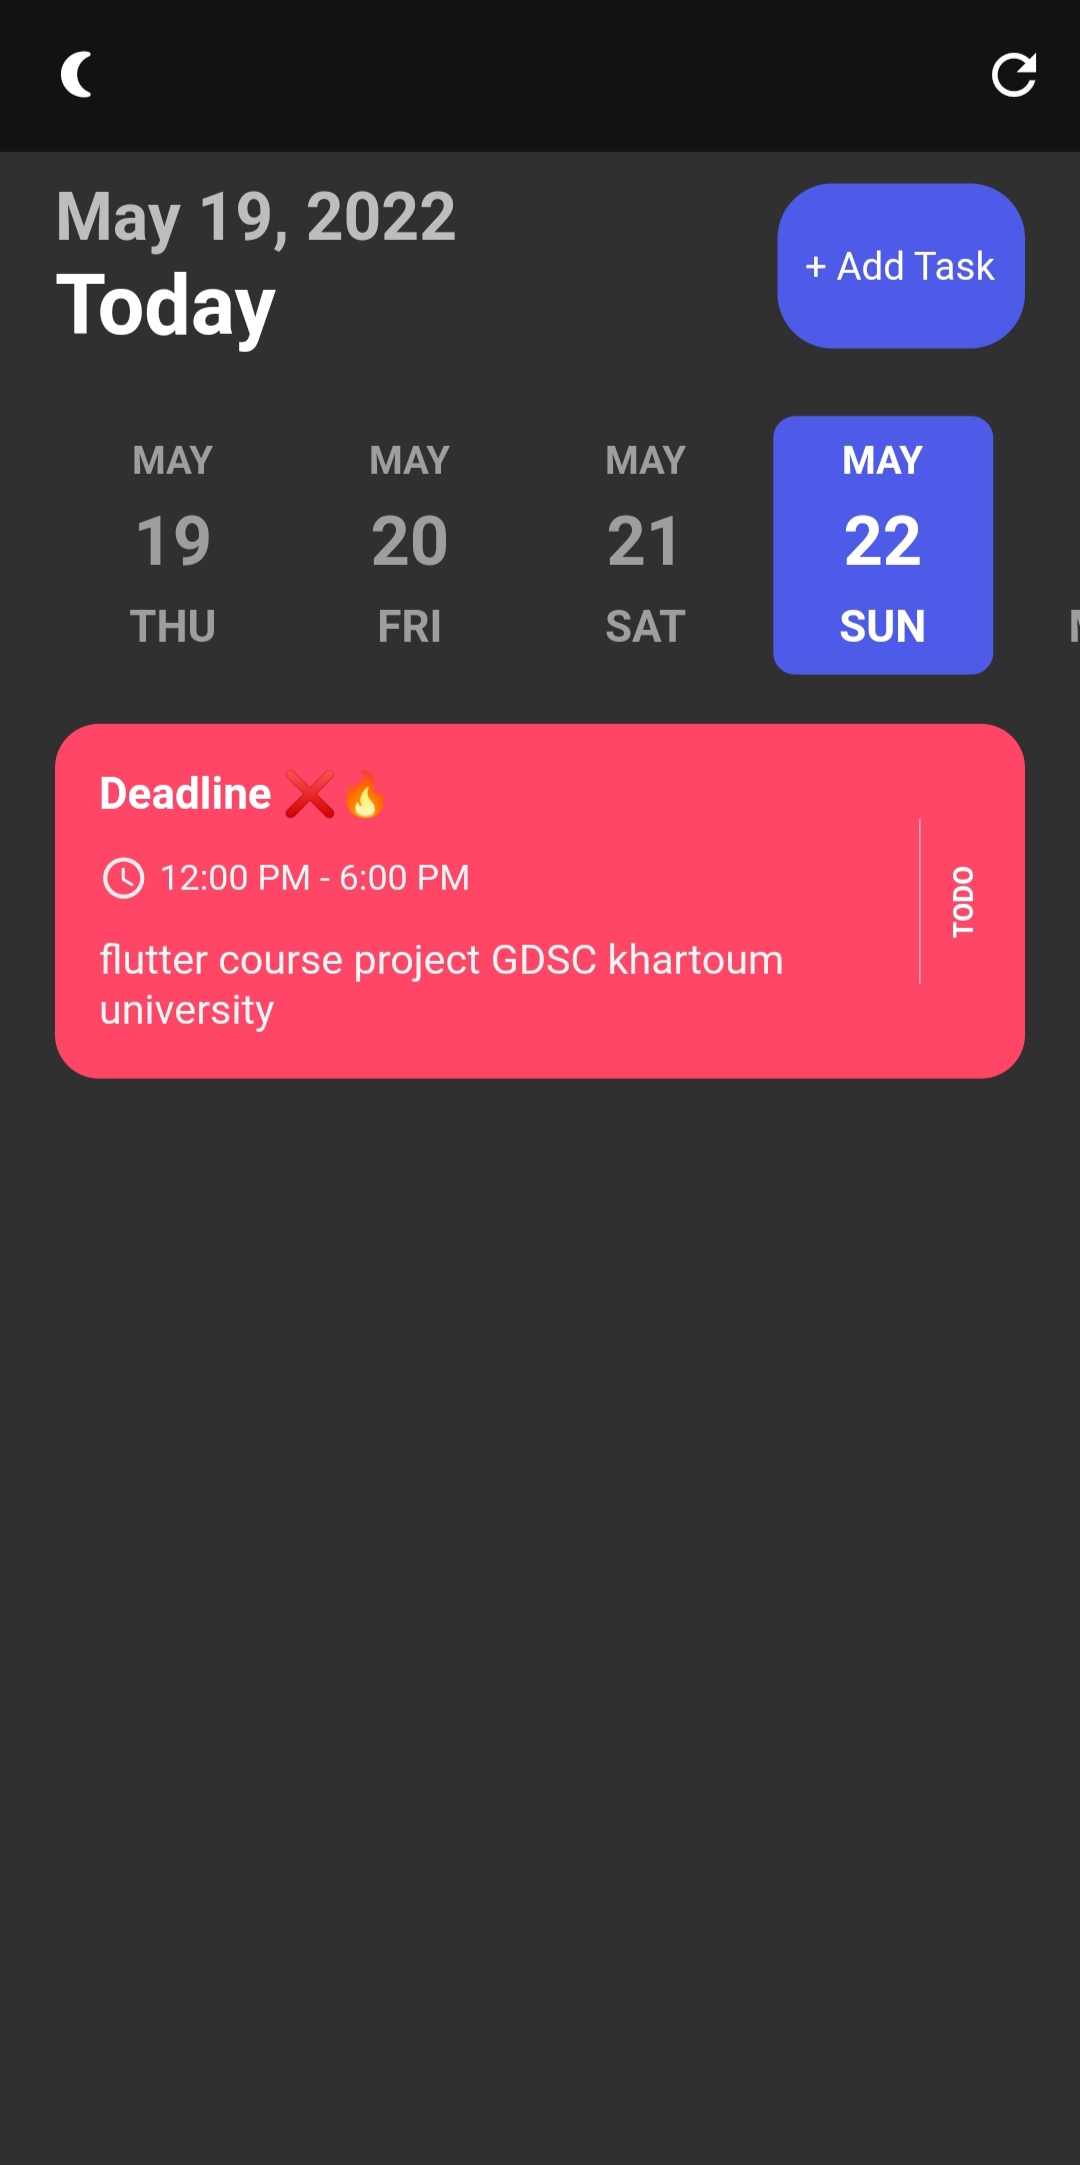 May 19, 2022
Today
+ Add Task
MAY MAY MAY MAY
19 20 21 22
THU FRI SAT SUN
Deadline ❌🔥
12:00 PM - 6:00 PM
flutter course project GDSC khartoum
university
TODO